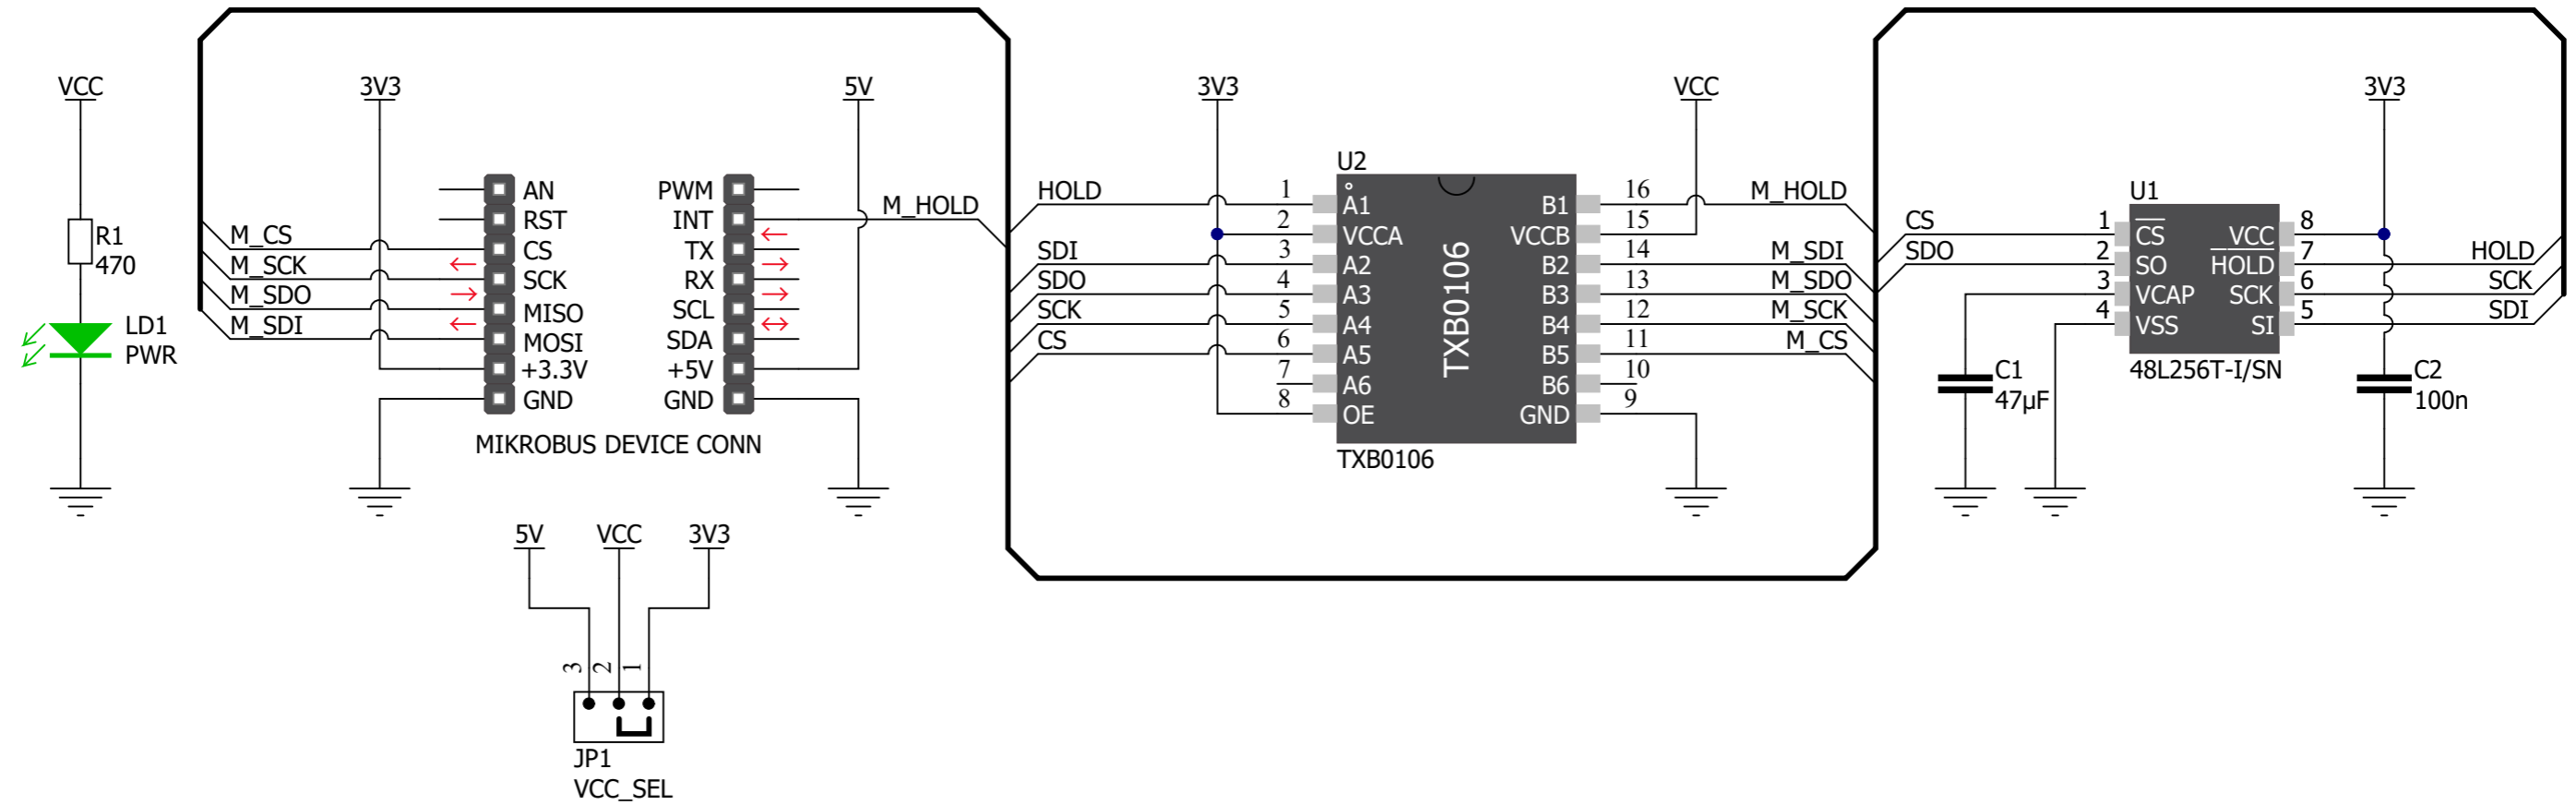 VCC
R1
470
LD1
PWR
3V3
5V
M_CS
M_SCK
M_SDO
M_SDI
AN
RST
CS
SCK
MISO
MOSI
+3.3V
GND
PWM
INT
TX
RX
SCL
SDA
+5V
GND
M_HOLD
MIKROBUS DEVICE CONN
5V
VCC
3V3
3
2
1
JP1
VCC_SEL
3V3
VCC
HOLD
SDI
SDO
SCK
CS
1
2
3
4
5
6
7
8
U2
A1
VCCA
A2
A3
A4
A5
A6
OE
TXB0106
B1
VCCB
B2
B3
B4
B5
B6
GND
TXB0106
16
15
14
13
12
11
10
9
M_HOLD
M_SDI
M_SDO
M_SCK
M_CS
CS
SDO
1
2
3
4
U1
CS
SO
VCAP
VSS
VCC
HOLD
SCK
SI
48L256T-I/SN
8
7
6
5
3V3
HOLD
SCK
SDI
C1
47µF
C2
100n